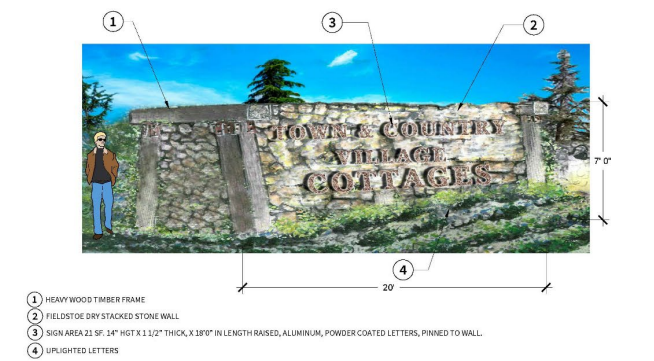 1
3
2
TOWN & COUNTRY
VILLAGE
COTTAGES
7' 0"
4
20'
1 HEAVY WOOD TIMBER FRAME
2 FIELDSTOE DRY STACKED STONE WALL
3 SIGN AREA 21 SF. 14" HGT X 1 1/2" THICK, X 18'0" IN LENGTH RAISED, ALUMINUM, POWDER COATED LETTERS, PINNED TO WALL.
4 UPLIGHTED LETTERS